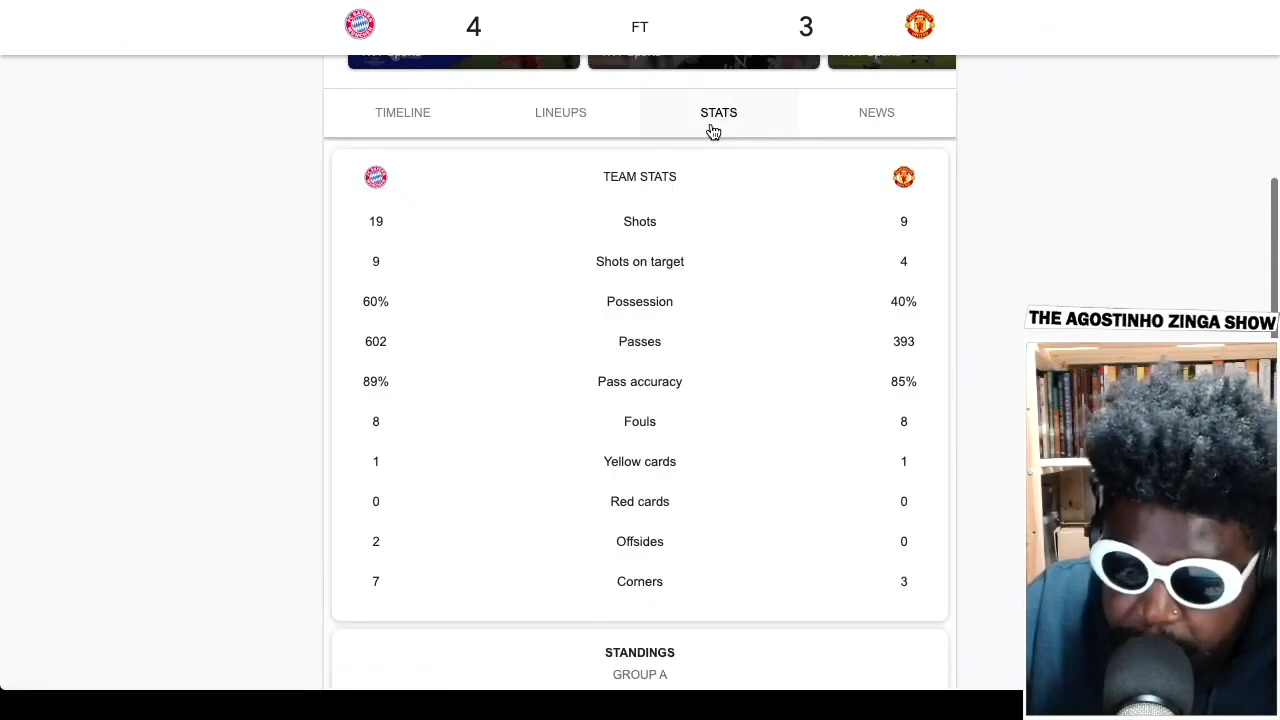 4 FT 3
TIMELINE LINEUPS STATS NEWS
TEAM STATS
19 Shots 9
9 Shots on target 4
60% Possession 40%
602 Passes 393
89% Pass accuracy 85%
8 Fouls 8
1 Yellow cards 1
0 Red cards 0
2 Offsides 0
7 Corners 3
STANDINGS
GROUP A
THE AGOSTINHO ZINGA SHOW